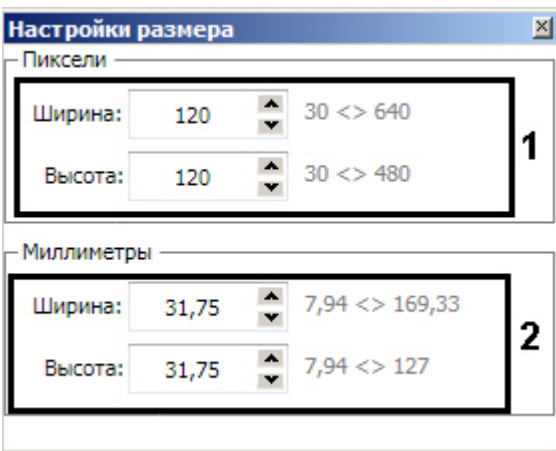 Настройки размера
Пиксели
Ширина: 120 30 <> 640
1
Высота: 120 30 <> 480
Миллиметры
Ширина: 31,75 7,94 <> 169,33
2
Высота: 31,75 7,94 <> 127